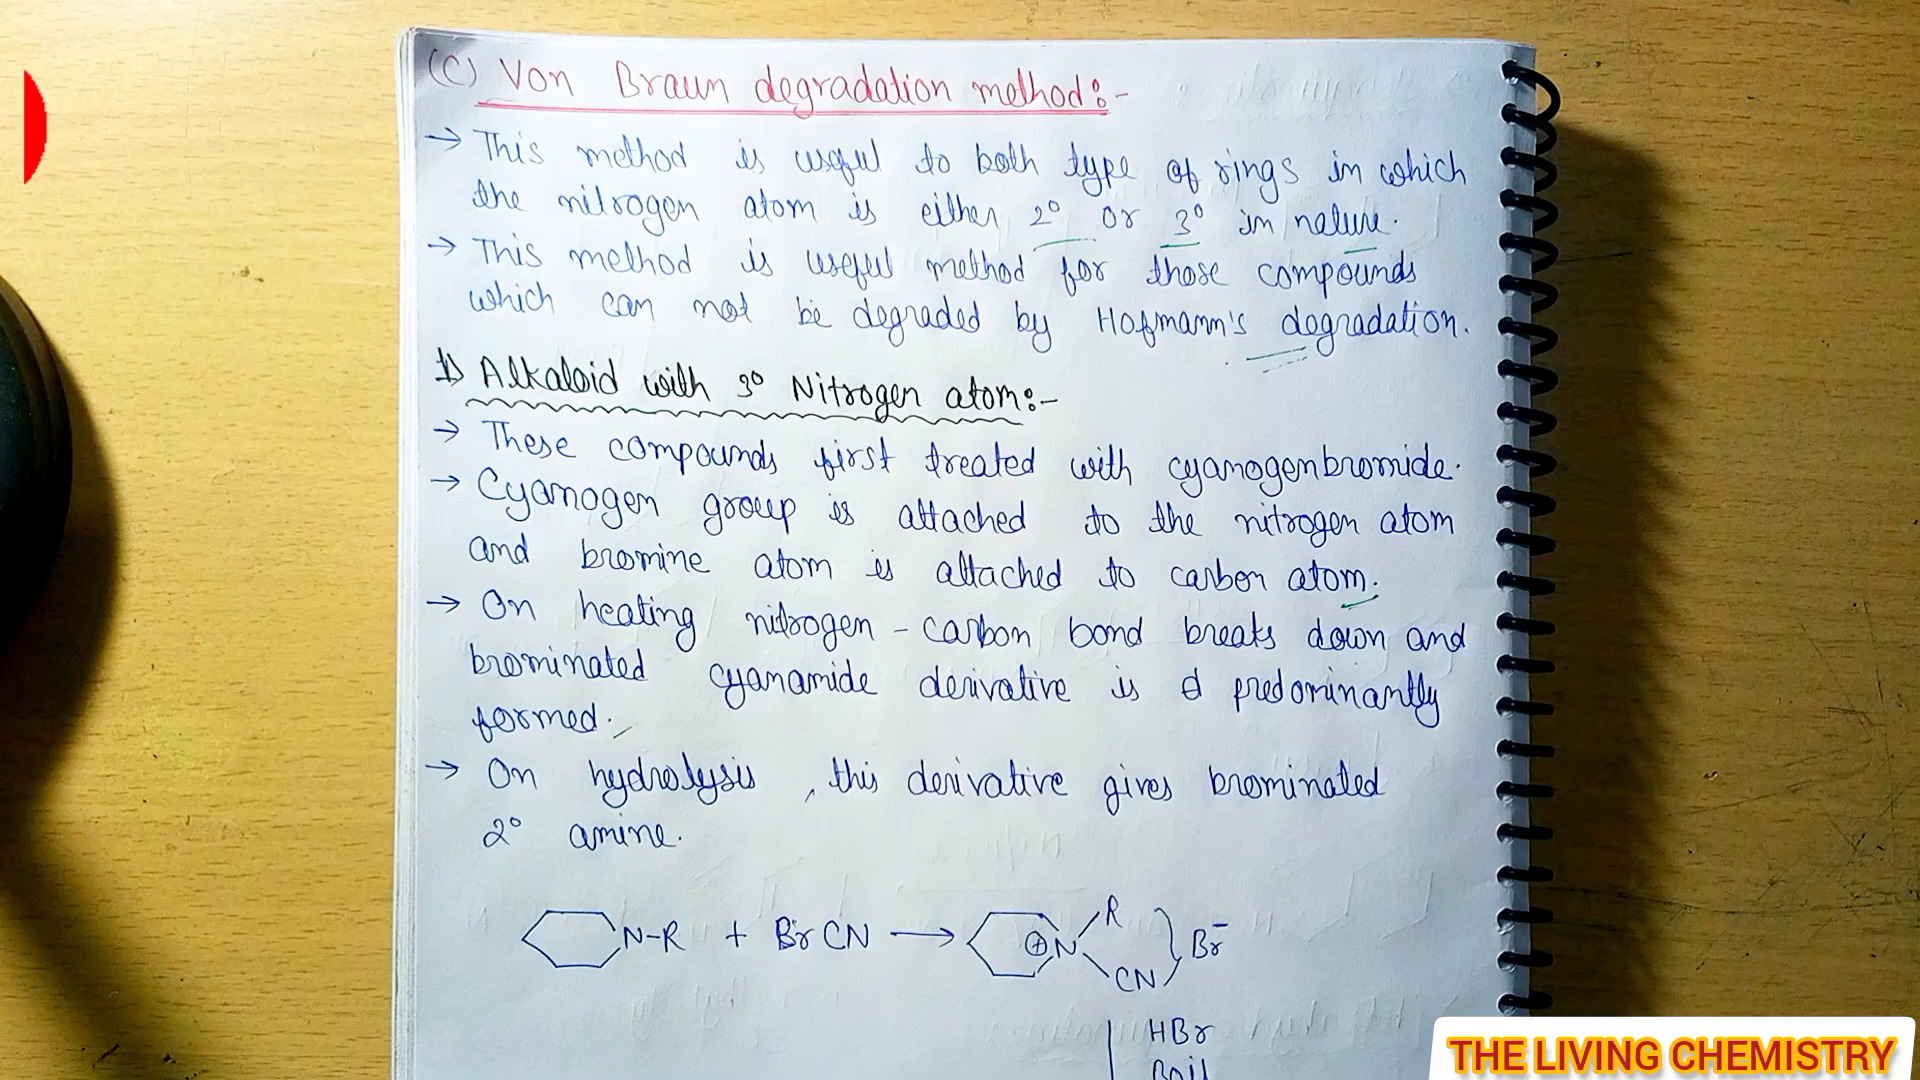 (C) Von Braun degradation method:-
→ This method is useful to both type of rings in which
the nitrogen atom is either 2° or 3° in nature.
→ This method is useful method for those compounds
which can not be degraded by Hofmann's degradation.
1) Alkaloid with 3° Nitrogen atom:-
→ These compounds first treated with cyanogenbromide.
→ Cyanogen group is attached to the nitrogen atom
and bromine atom is attached to carbon atom.
→ On heating nitrogen-carbon bond breaks down and
brominated cyanamide derivative is predominantly
formed.
→ On hydrolysis, this derivative gives brominated
2° amine.
N-R + BrCN → ⊕N R CN } Br⁻
HBr
Boil
THE LIVING CHEMISTRY